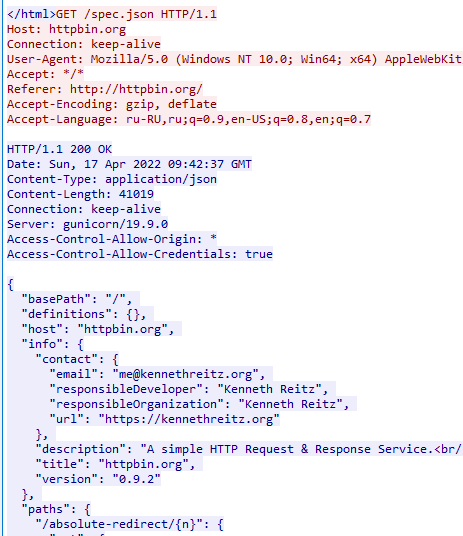 </html>GET /spec.json HTTP/1.1
Host: httpbin.org
Connection: keep-alive
User-Agent: Mozilla/5.0 (Windows NT 10.0; Win64; x64) AppleWebKit
Accept: */*
Referer: http://httpbin.org/
Accept-Encoding: gzip, deflate
Accept-Language: ru-RU,ru;q=0.9,en-US;q=0.8,en;q=0.7

HTTP/1.1 200 OK
Date: Sun, 17 Apr 2022 09:42:37 GMT
Content-Type: application/json
Content-Length: 41019
Connection: keep-alive
Server: gunicorn/19.9.0
Access-Control-Allow-Origin: *
Access-Control-Allow-Credentials: true

{
  "basePath": "/",
  "definitions": {},
  "host": "httpbin.org",
  "info": {
    "contact": {
      "email": "me@kennethreitz.org",
      "responsibleDeveloper": "Kenneth Reitz",
      "responsibleOrganization": "Kenneth Reitz",
      "url": "https://kennethreitz.org"
    },
    "description": "A simple HTTP Request & Response Service.<br/
    "title": "httpbin.org",
    "version": "0.9.2"
  },
  "paths": {
    "/absolute-redirect/{n}": {